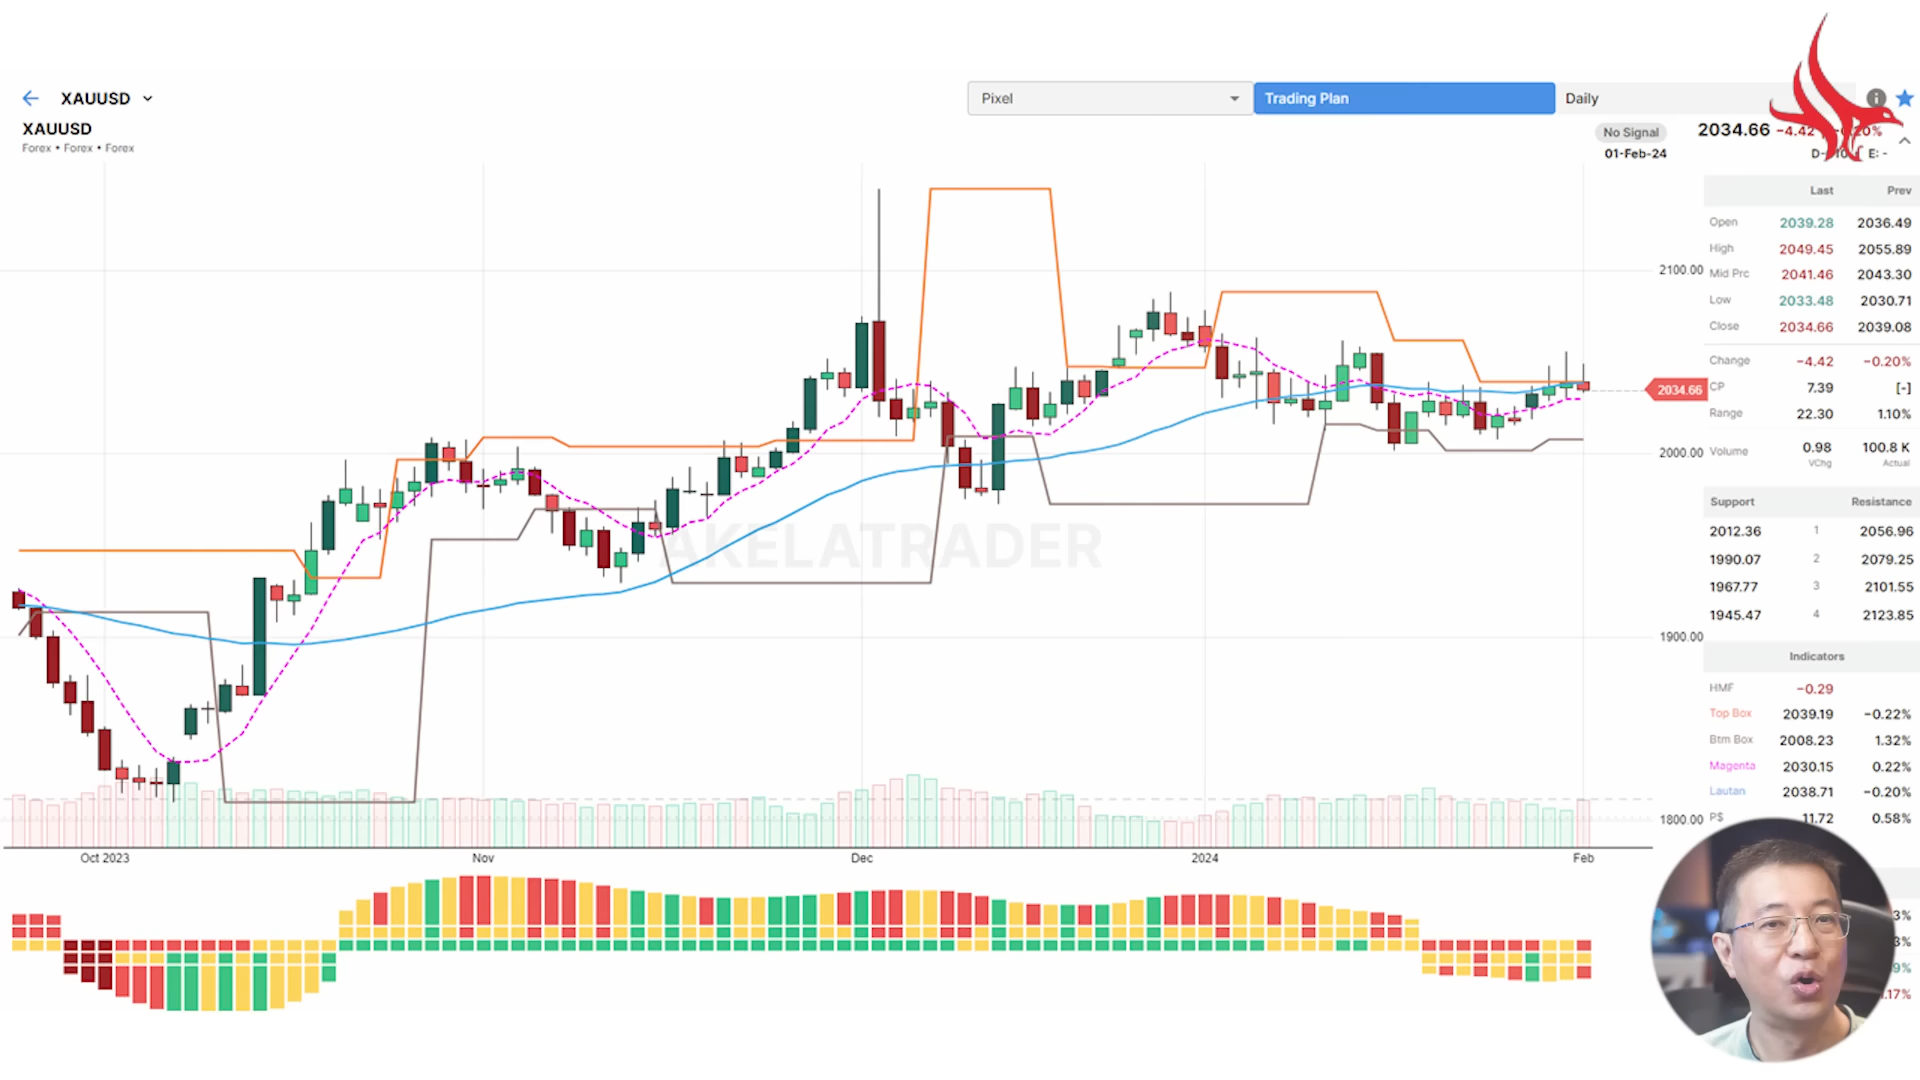 XAUUSD
Pixel
Trading Plan
Daily
XAUUSD
Forex • Forex • Forex
No Signal
2034.66 -4.42
01-Feb-24
E: -
Last Prev
Open 2039.28 2036.49
High 2049.45 2055.89
Mid Prc 2041.46 2043.30
Low 2033.48 2030.71
Close 2034.66 2039.08
Change -4.42 -0.20%
CP 7.39 [-]
Range 22.30 1.10%
Volume 0.98 100.8 K
VChg Actual
Support Resistance
2012.36 1 2056.96
1990.07 2 2079.25
1967.77 3 2101.55
1945.47 4 2123.85
Indicators
HMF -0.29
Top Box 2039.19 -0.22%
Btm Box 2008.23 1.32%
Magenta 2030.15 0.22%
Lautan 2038.71 -0.20%
P$ 11.72 0.58%
2100.00
2034.66
2000.00
1900.00
1800.00
AKELATRADER
Oct 2023 Nov Dec 2024 Feb